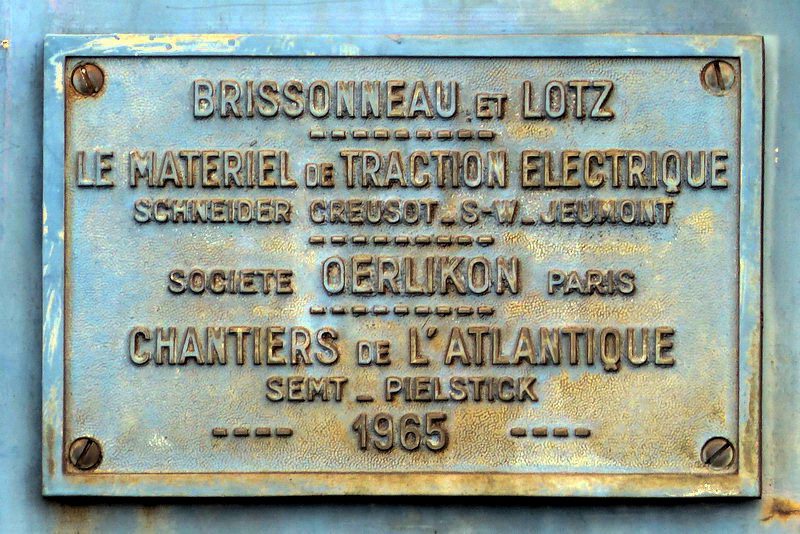 BRISSONNEAU ET LOTZ
LE MATERIEL DE TRACTION ELECTRIQUE
SCHNEIDER CREUSOT_S-W_JEUMONT
SOCIETE OERLIKON PARIS
CHANTIERS DE L'ATLANTIQUE
SEMT_PIELSTICK
1965